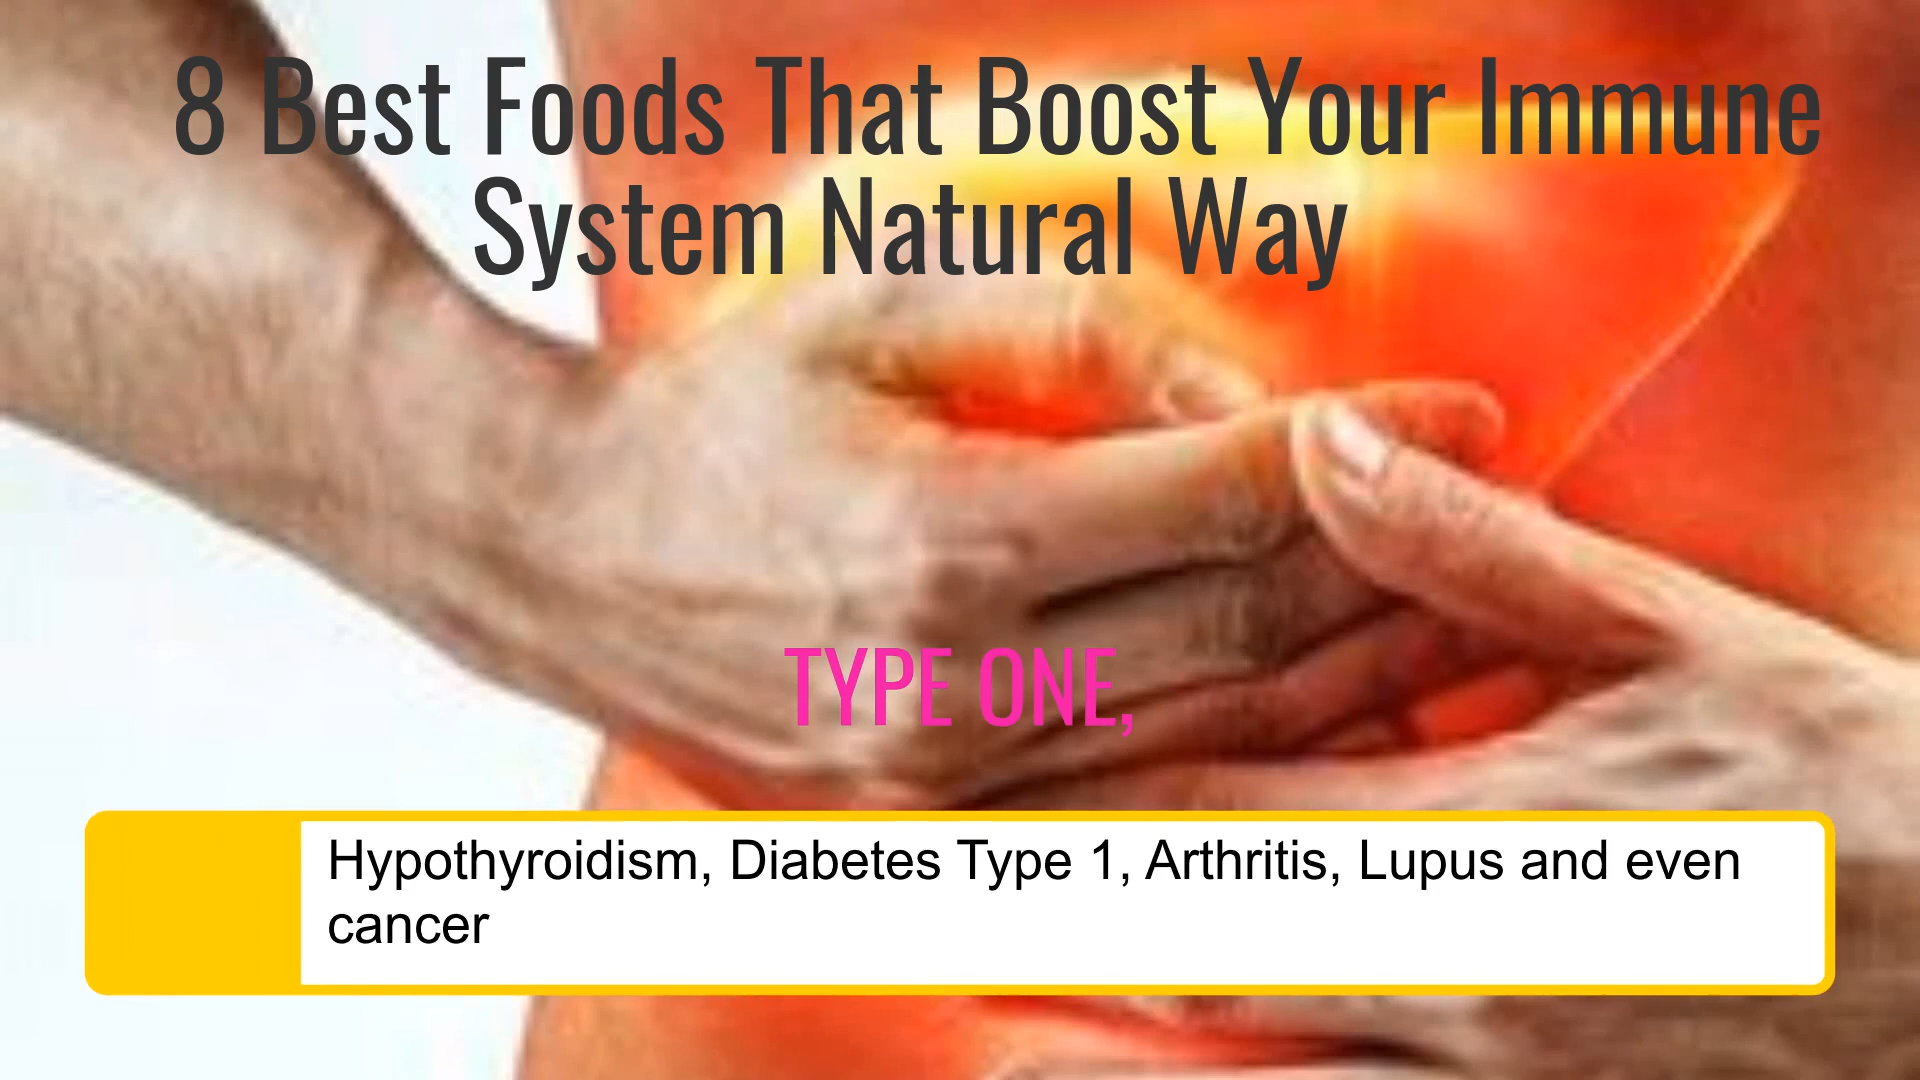 8 Best Foods That Boost Your Immune
System Natural Way
TYPE ONE,
Hypothyroidism, Diabetes Type 1, Arthritis, Lupus and even
cancer